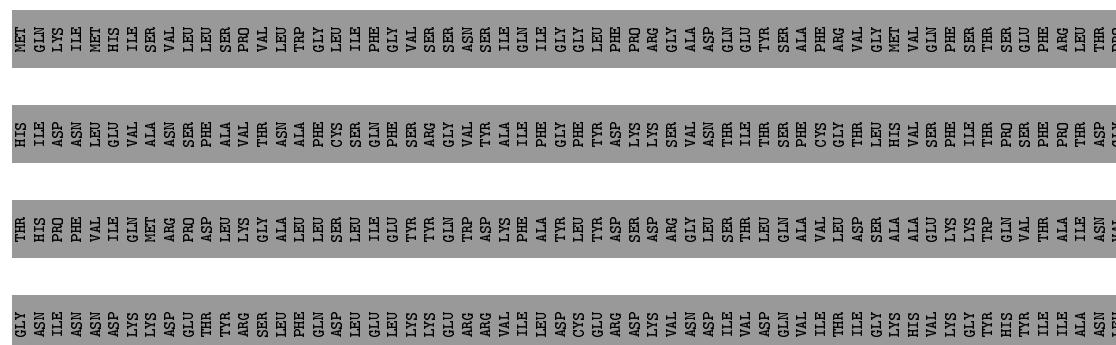 MET GLN LYS ILE MET HIS ILE SER VAL LEU LEU SER PRO VAL LEU TRP GLY LEU ILE PHE GLY VAL SER SER ASN SER ILE GLN ILE GLY GLY LEU PHE PRO ARG GLY ALA ASP GLN GLU TYR SER ALA PHE ARG VAL GLY MET VAL GLN PHE SER THR SER GLU PHE ARG LEU THR
HIS ILE ASP ASN LEU GLU VAL ALA ASN SER PHE ALA VAL THR ASN ALA PHE CYS SER GLN PHE SER ARG GLY VAL TYR ALA ILE PHE GLY PHE TYR ASP LYS LYS SER VAL ASN THR ILE THR SER PHE CYS GLY THR LEU HIS VAL SER PHE ILE THR PRO SER PHE PRO THR ASP
THR HIS PRO PHE VAL ILE GLN MET ARG PRO ASP LEU LYS GLY ALA LEU LEU SER LEU ILE GLU TYR TYR GLN TRP ASP LYS PHE ALA TYR LEU TYR ASP SER ASP ARG GLY LEU SER THR LEU GLN ALA VAL LEU ASP SER ALA ALA GLU LYS LYS TRP GLN VAL THR ALA ILE ASN
GLY ASN ILE ASN ASN ASP LYS LYS ASP GLU THR TYR ARG SER LEU PHE GLN ASP LEU GLU LEU LYS LYS GLU ARG ARG VAL ILE LEU ASP CYS GLU ARG ASP LYS VAL ASN ASP ILE VAL ASP GLN VAL ILE THR ILE GLY LYS HIS VAL LYS GLY TYR HIS TYR ILE ILE ALA ASN